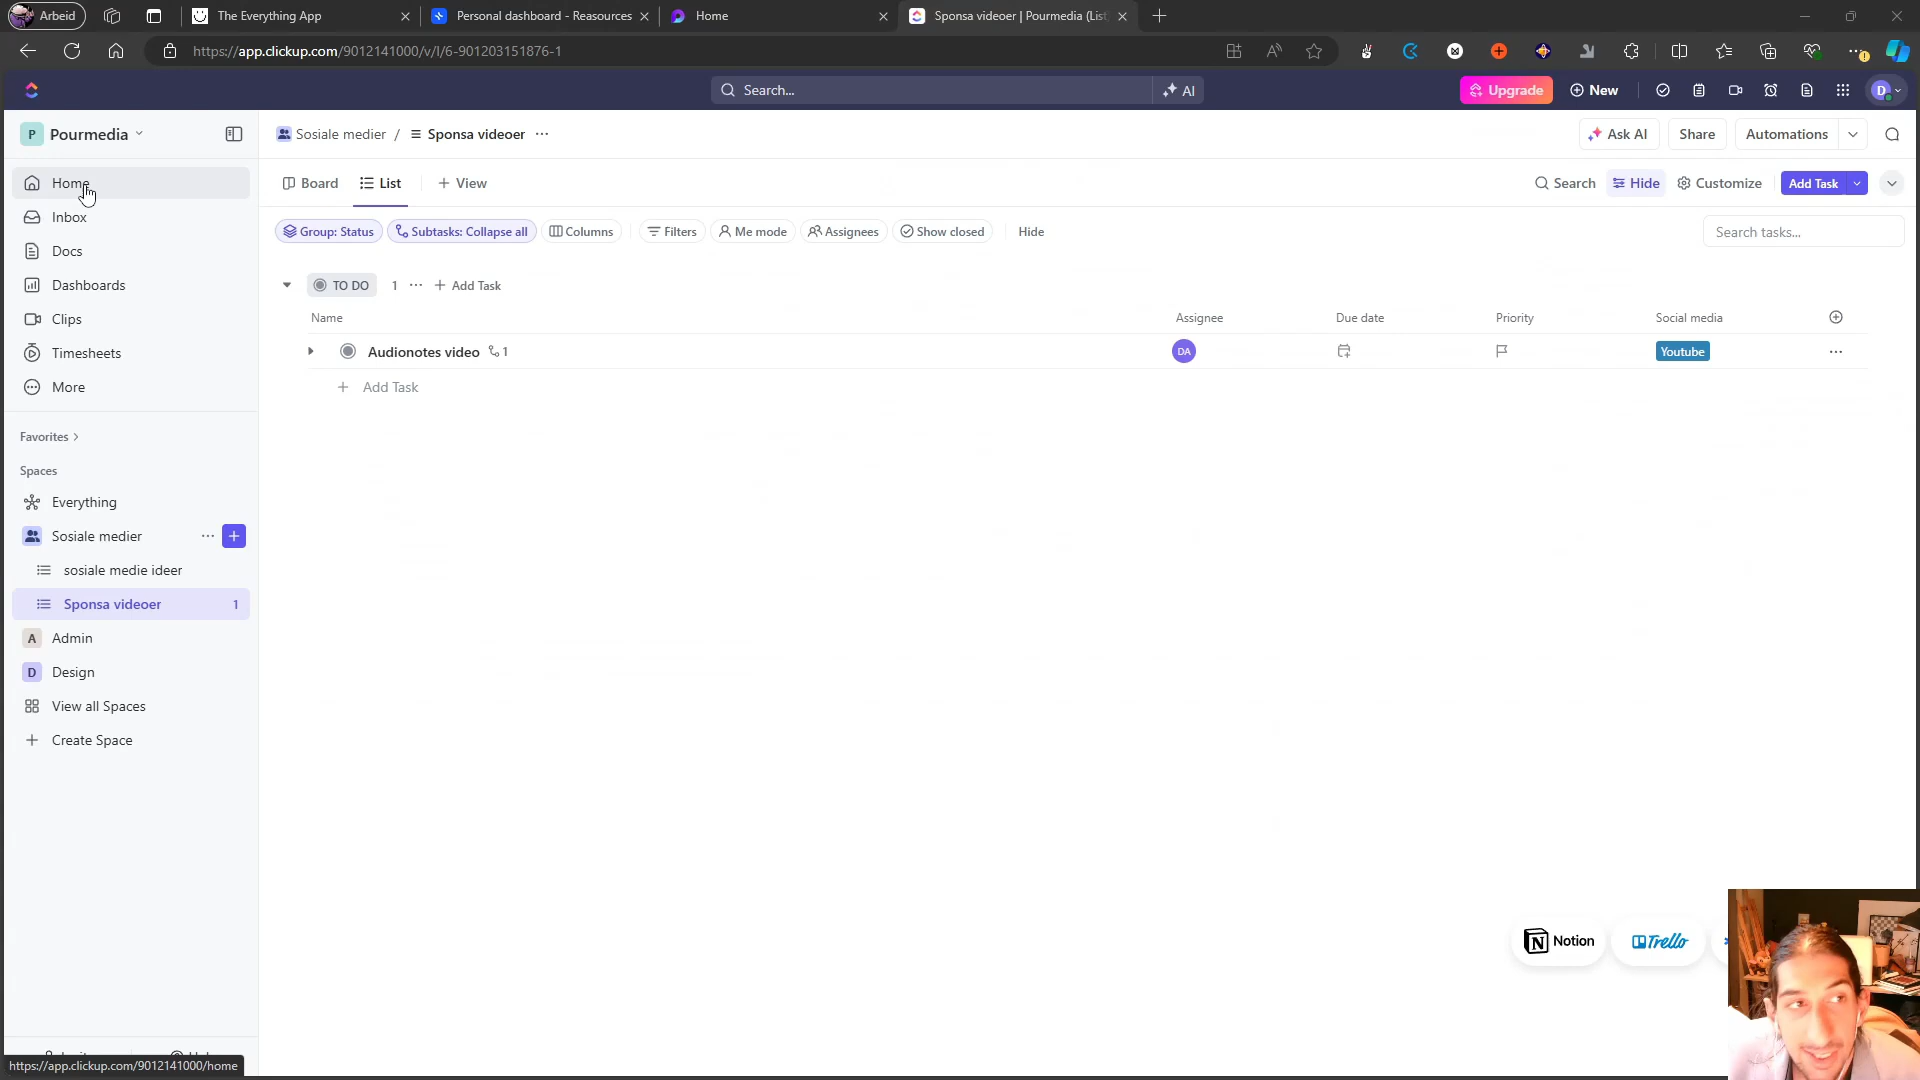 Arbeid
The Everything App
Personal dashboard - Reasources
Home
Sponsa videoer | Pourmedia (List
https://app.clickup.com/9012141000/v/l/6-901203151876-1
Search...
AI
Upgrade
New
D
P Pourmedia
Sosiale medier / Sponsa videoer
Ask AI
Share
Automations
Home
Inbox
Docs
Dashboards
Clips
Timesheets
More
Favorites
Spaces
Everything
Sosiale medier
sosiale medie ideer
Sponsa videoer 1
A Admin
D Design
View all Spaces
Create Space
Board
List
View
Search
Hide
Customize
Add Task
Group: Status
Subtasks: Collapse all
Columns
Filters
Me mode
Assignees
Show closed
Hide
Search tasks...
TO DO 1
Add Task
Name
Assignee
Due date
Priority
Social media
Audionotes video 1
DA
Youtube
Add Task
Notion
Trello
https://app.clickup.com/9012141000/home